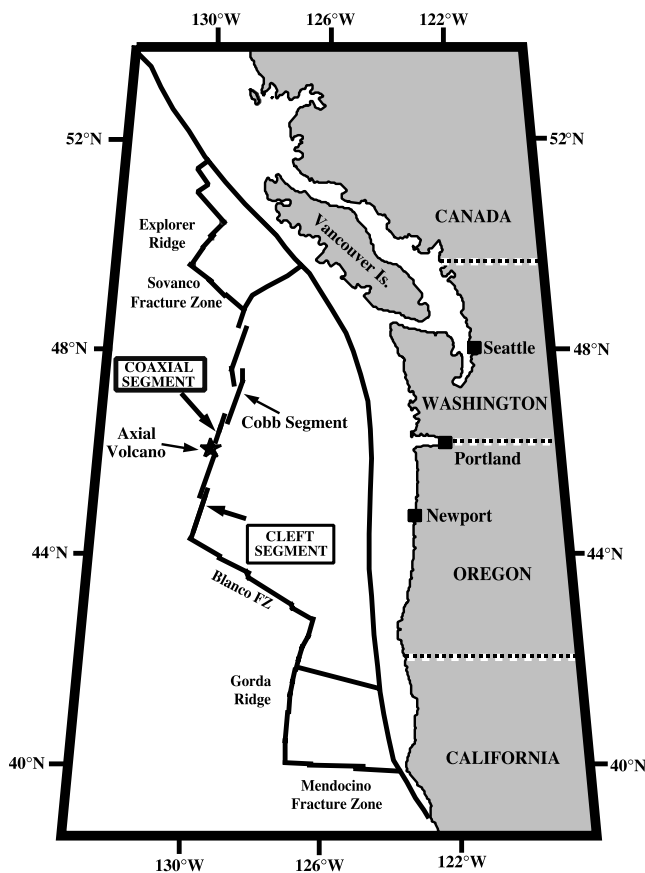 130°W 126°W 122°W
52°N 52°N
CANADA
Explorer
Ridge
Vancouver Is.
Sovanco
Fracture Zone
48°N 48°N
Seattle
COAXIAL
SEGMENT
WASHINGTON
Cobb Segment
Axial
Volcano
Portland
Newport
CLEFT
SEGMENT
44°N 44°N
OREGON
Blanco FZ
Gorda
Ridge
40°N 40°N
CALIFORNIA
Mendocino
Fracture Zone
130°W 126°W 122°W